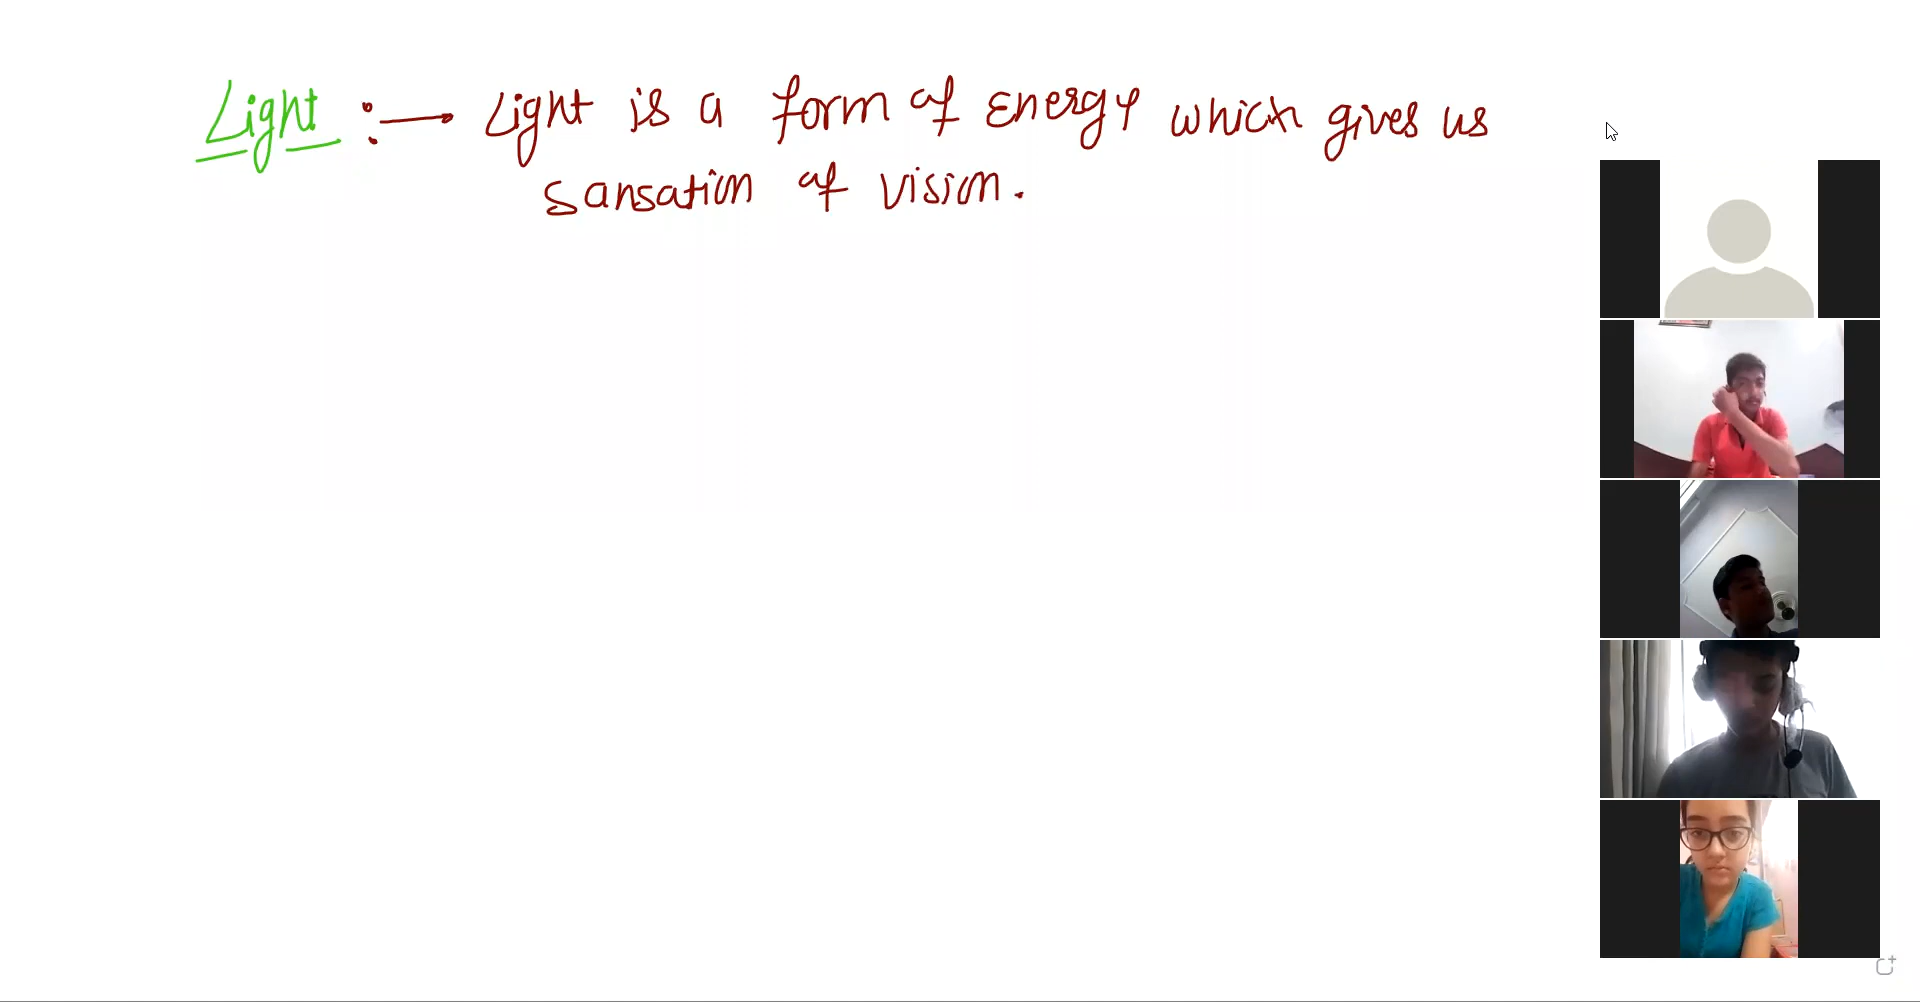 Light :→ Light is a form of Energy which gives us
sansation of vision.